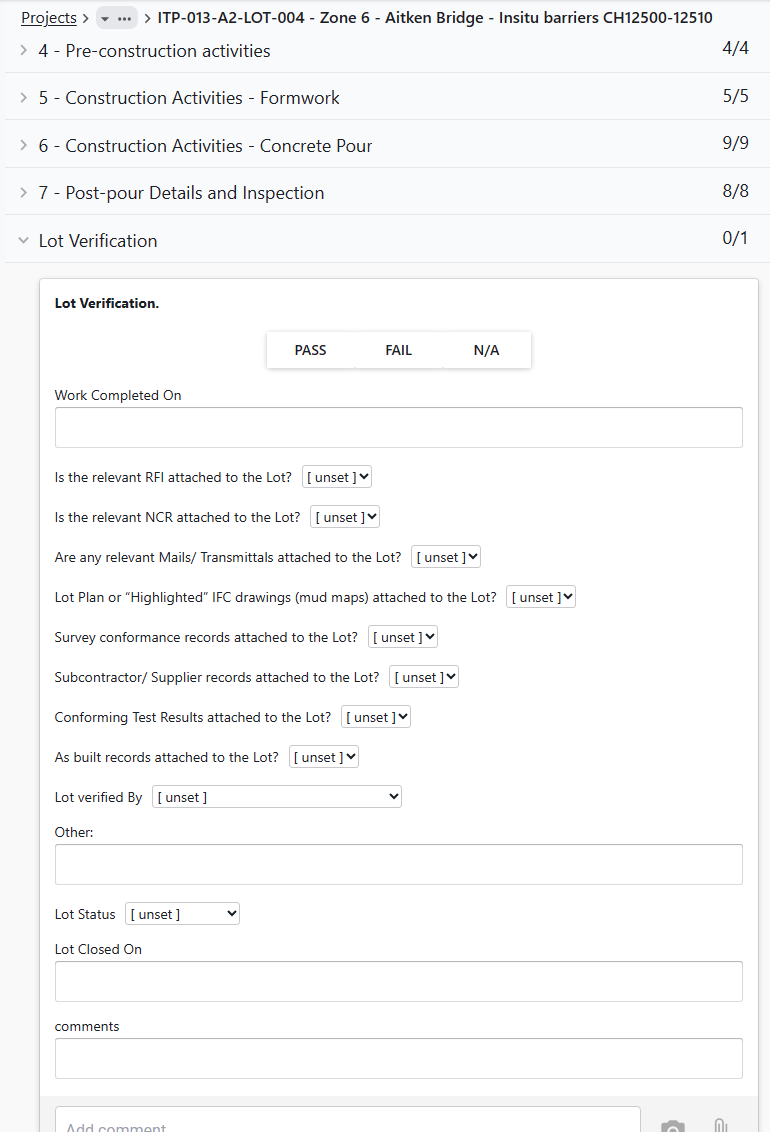 Projects > ... > ITP-013-A2-LOT-004 - Zone 6 - Aitken Bridge - Insitu barriers CH12500-12510
4 - Pre-construction activities 4/4
5 - Construction Activities - Formwork 5/5
6 - Construction Activities - Concrete Pour 9/9
7 - Post-pour Details and Inspection 8/8
Lot Verification 0/1
Lot Verification.
PASS FAIL N/A
Work Completed On
Is the relevant RFI attached to the Lot? [ unset ]
Is the relevant NCR attached to the Lot? [ unset ]
Are any relevant Mails/ Transmittals attached to the Lot? [ unset ]
Lot Plan or “Highlighted” IFC drawings (mud maps) attached to the Lot? [ unset ]
Survey conformance records attached to the Lot? [ unset ]
Subcontractor/ Supplier records attached to the Lot? [ unset ]
Conforming Test Results attached to the Lot? [ unset ]
As built records attached to the Lot? [ unset ]
Lot verified By [ unset ]
Other:
Lot Status [ unset ]
Lot Closed On
comments
Add comment